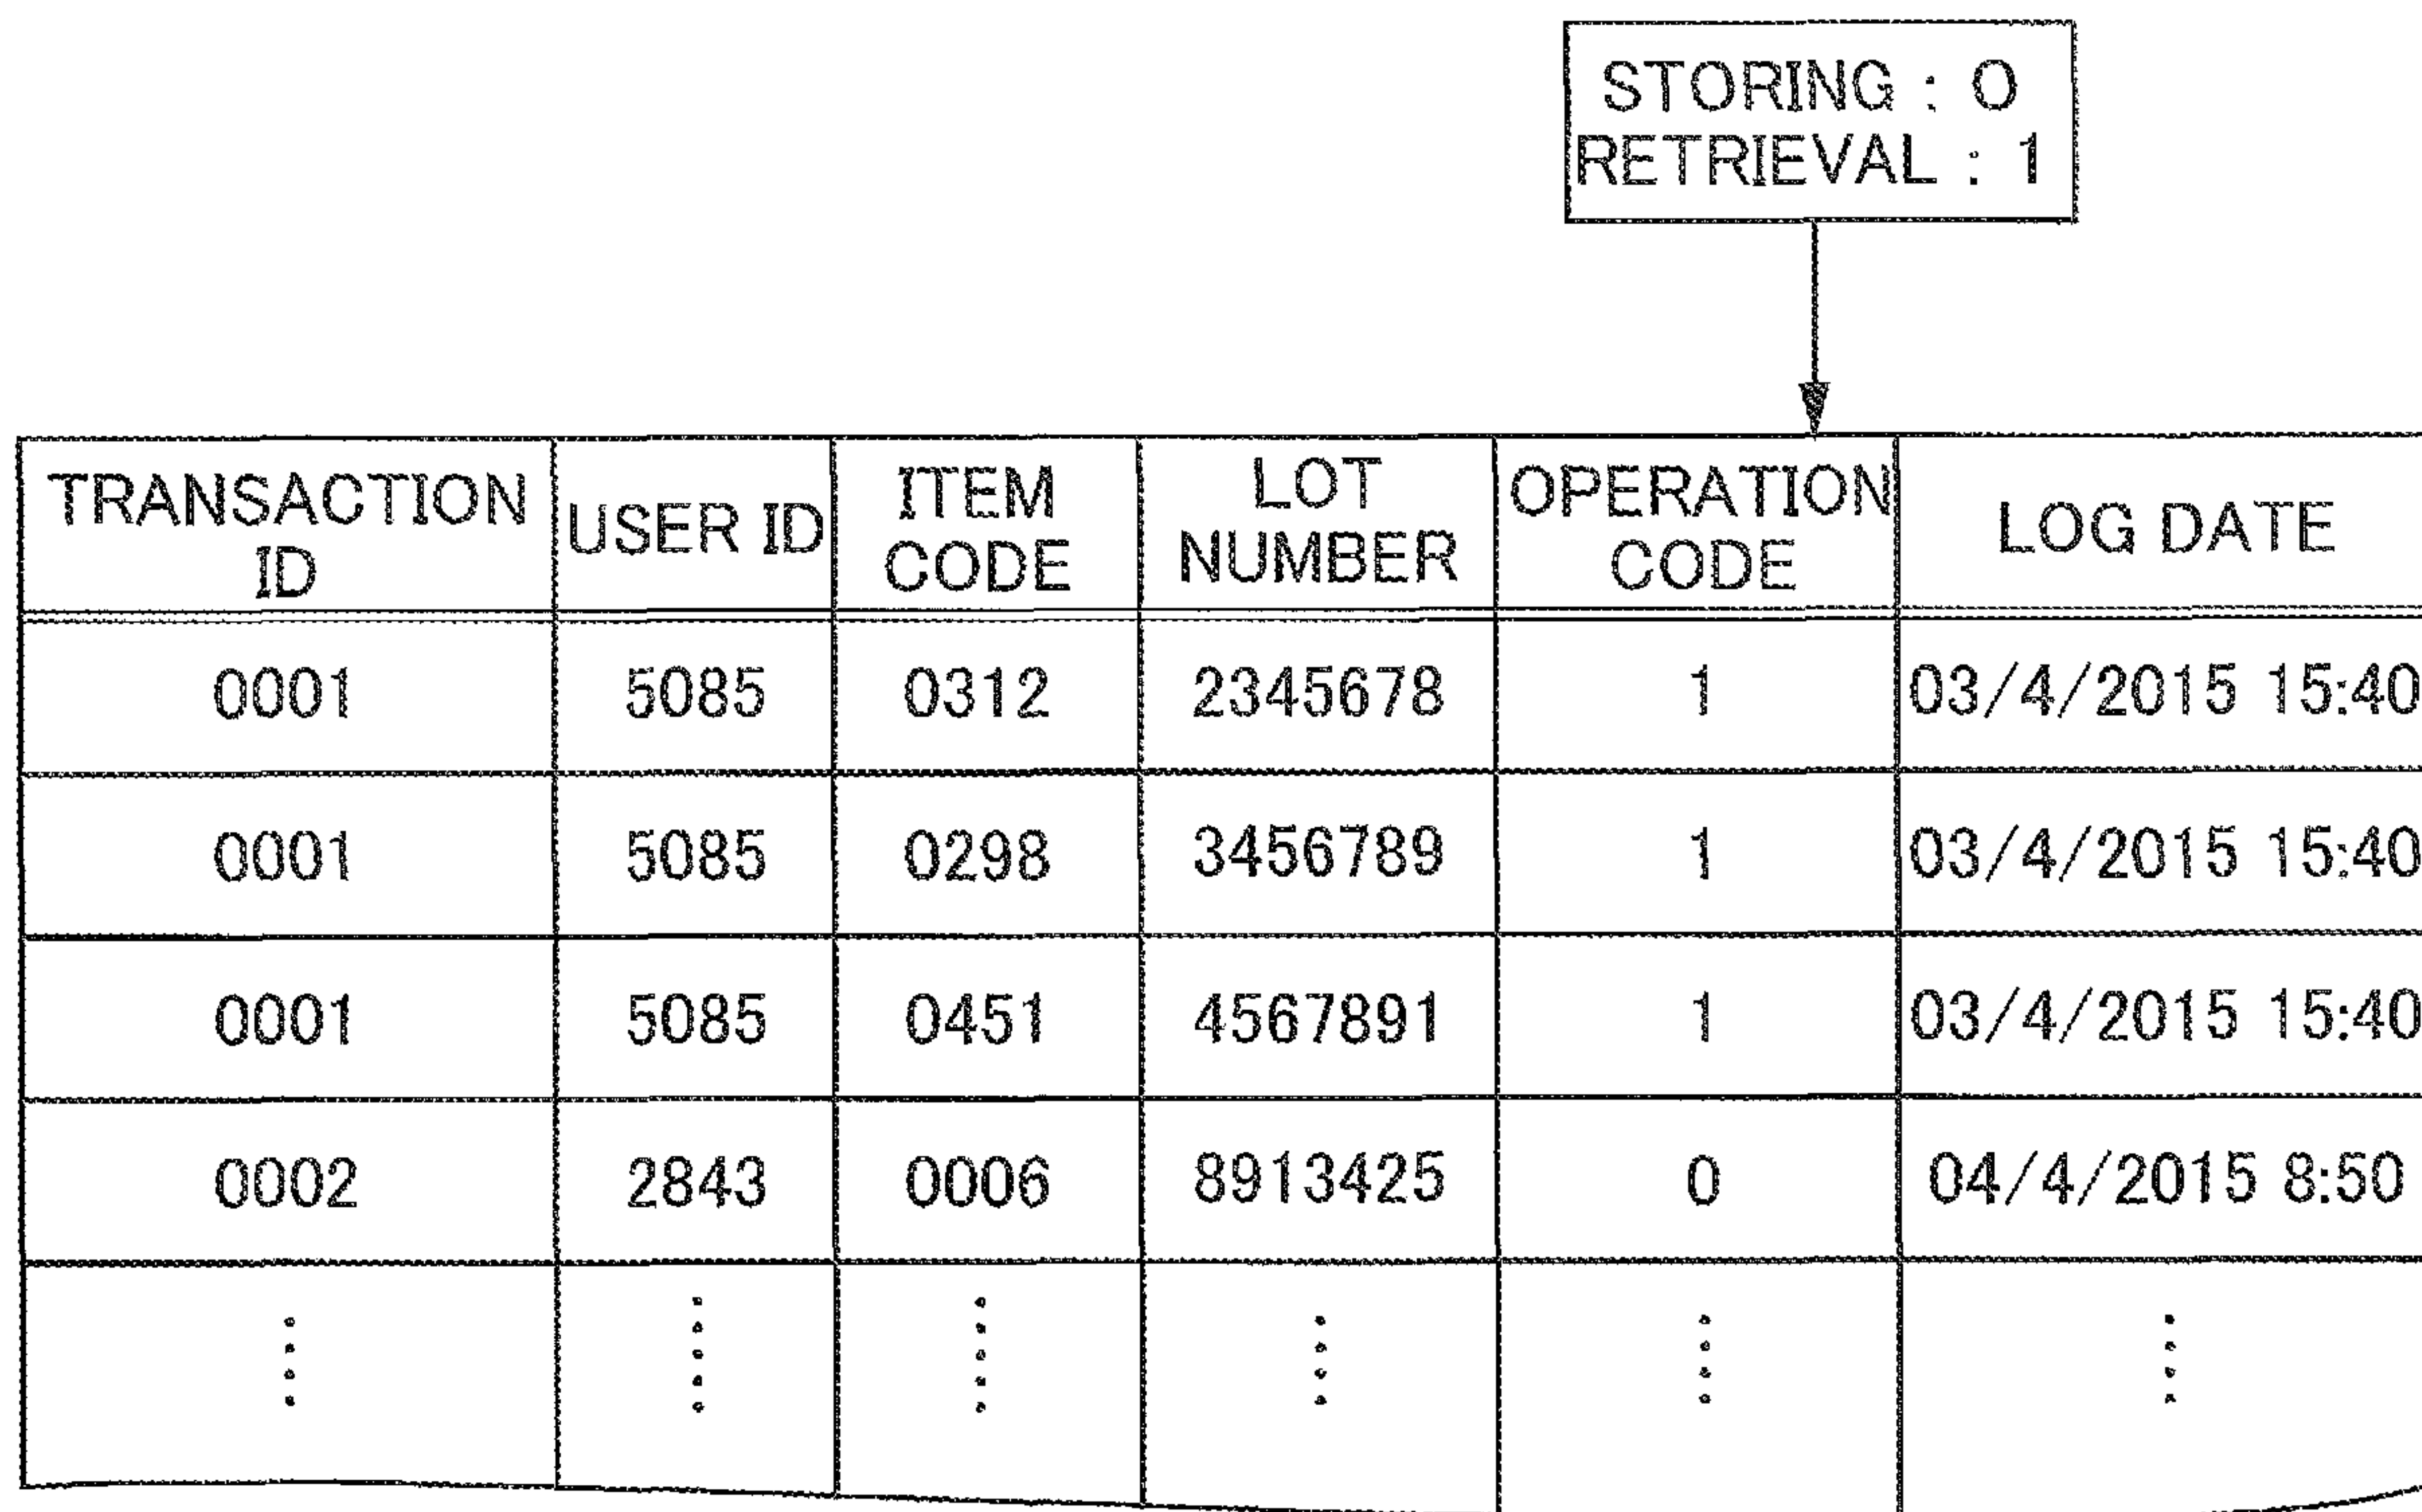 STORING : 0
RETRIEVAL : 1
TRANSACTION ID USER ID ITEM CODE LOT NUMBER OPERATION CODE LOG DATE
0001 5085 0312 2345678 1 03/4/2015 15:40
0001 5085 0298 3456789 1 03/4/2015 15:40
0001 5085 0451 4567891 1 03/4/2015 15:40
0002 2843 0006 8913425 0 04/4/2015 8:50